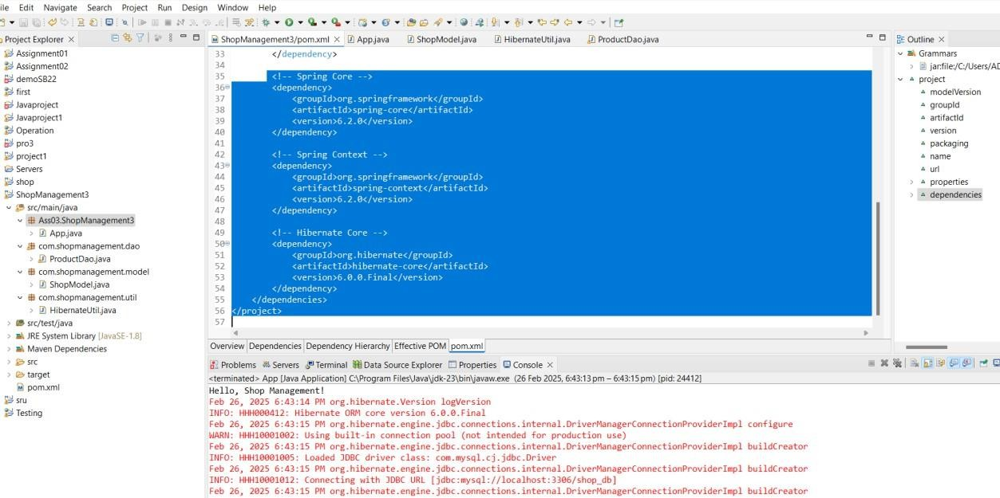 ile Edit Navigate Search Project Run Design Window Help
Project Explorer
Assignment01
Assignment02
demoSB22
first
Javaproject
Javaproject1
Operation
pro3
project1
Servers
shop
ShopManagement3
src/main/java
Ass03.ShopManagement3
App.java
com.shopmanagement.dao
ProductDao.java
com.shopmanagement.model
ShopModel.java
com.shopmanagement.util
HibernateUtil.java
src/test/java
JRE System Library [JavaSE-1.8]
Maven Dependencies
src
target
pom.xml
sru
Testing
ShopManagement3/pom.xml App.java ShopModel.java HibernateUtil.java ProductDao.java
33 </dependency>
34
35 <!-- Spring Core -->
36 <dependency>
37 <groupId>org.springframework</groupId>
38 <artifactId>spring-core</artifactId>
39 <version>6.2.0</version>
40 </dependency>
41
42 <!-- Spring Context -->
43 <dependency>
44 <groupId>org.springframework</groupId>
45 <artifactId>spring-context</artifactId>
46 <version>6.2.0</version>
47 </dependency>
48
49 <!-- Hibernate Core -->
50 <dependency>
51 <groupId>org.hibernate</groupId>
52 <artifactId>hibernate-core</artifactId>
53 <version>6.0.0.Final</version>
54 </dependency>
55 </dependencies>
56 </project>
57
Overview Dependencies Dependency Hierarchy Effective POM pom.xml
Outline
Grammars
jar:file:/C:/Users/AD
project
modelVersion
groupId
artifactId
version
packaging
name
url
properties
dependencies
Problems Servers Terminal Data Source Explorer Properties Console
<terminated> App [Java Application] C:\Program Files\Java\jdk-23\bin\javaw.exe (26 Feb 2025, 6:43:13 pm – 6:43:15 pm) [pid: 24412]
Hello, Shop Management!
Feb 26, 2025 6:43:14 PM org.hibernate.Version logVersion
INFO: HHH000412: Hibernate ORM core version 6.0.0.Final
Feb 26, 2025 6:43:15 PM org.hibernate.engine.jdbc.connections.internal.DriverManagerConnectionProviderImpl configure
WARN: HHH10001002: Using built-in connection pool (not intended for production use)
Feb 26, 2025 6:43:15 PM org.hibernate.engine.jdbc.connections.internal.DriverManagerConnectionProviderImpl buildCreator
INFO: HHH10001005: Loaded JDBC driver class: com.mysql.cj.jdbc.Driver
Feb 26, 2025 6:43:15 PM org.hibernate.engine.jdbc.connections.internal.DriverManagerConnectionProviderImpl buildCreator
INFO: HHH10001012: Connecting with JDBC URL [jdbc:mysql://localhost:3306/shop_db]
Feb 26, 2025 6:43:15 PM org.hibernate.engine.jdbc.connections.internal.DriverManagerConnectionProviderImpl buildCreator